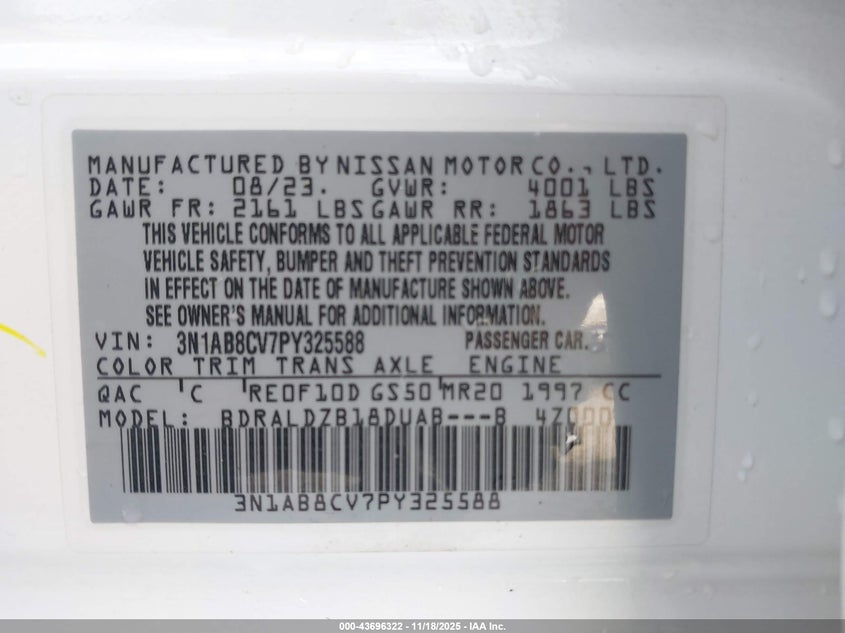 MANUFACTURED BY NISSAN MOTOR CO., LTD.
DATE: 08/23. GVWR: 4001 LBS
GAWR FR: 2161 LBS GAWR RR: 1863 LBS
THIS VEHICLE CONFORMS TO ALL APPLICABLE FEDERAL MOTOR
VEHICLE SAFETY, BUMPER AND THEFT PREVENTION STANDARDS
IN EFFECT ON THE DATE OF MANUFACTURE SHOWN ABOVE.
SEE OWNER'S MANUAL FOR ADDITIONAL INFORMATION.
VIN: 3N1AB8CV7PY325588 PASSENGER CAR.
COLOR TRIM TRANS AXLE ENGINE
QAC C RE0F10D GS50 MR20 1997 CC
MODEL: BDRALDZB18DUAB---B
3N1AB8CV7PY325588
000-43696322 | 11/18/2025 - IAA Inc.